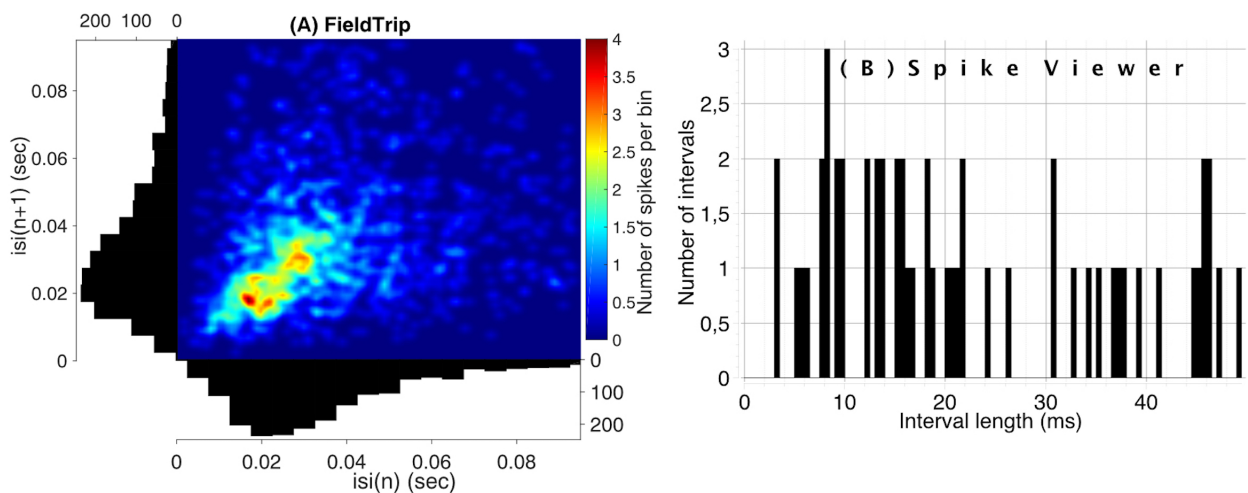 200 100 0
(A) FieldTrip
0.08
0.06
0.04
0.02
0
isi(n+1) (sec)
4
3.5
3
2.5
2
1.5
1
0.5
0
Number of spikes per bin
0
100
200
0 0.02 0.04 0.06 0.08
isi(n) (sec)
(B)Spike Viewer
3
2,5
2
1,5
1
0,5
0
Number of intervals
0 10 20 30 40
Interval length (ms)